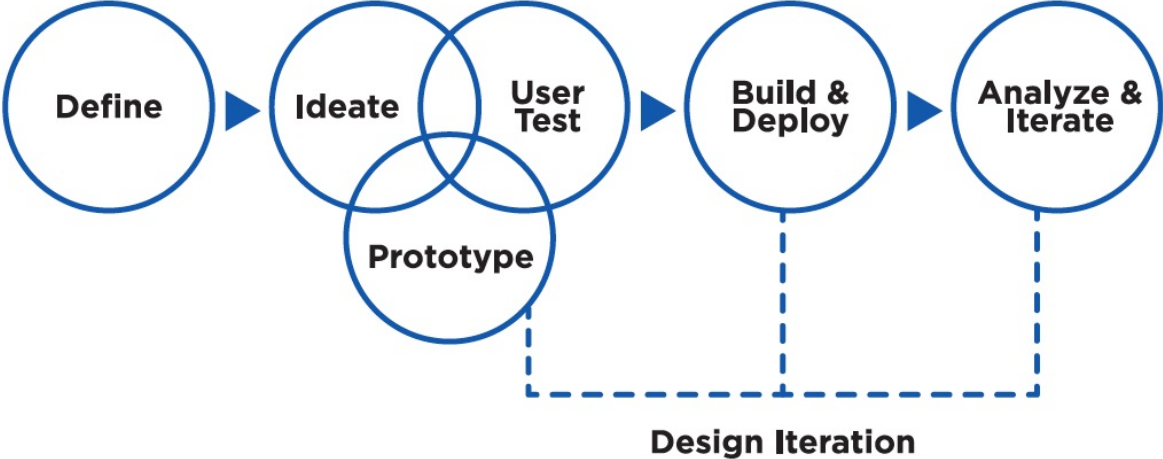 Define
Ideate
User
Test
Prototype
Build &
Deploy
Analyze &
Iterate
Design Iteration